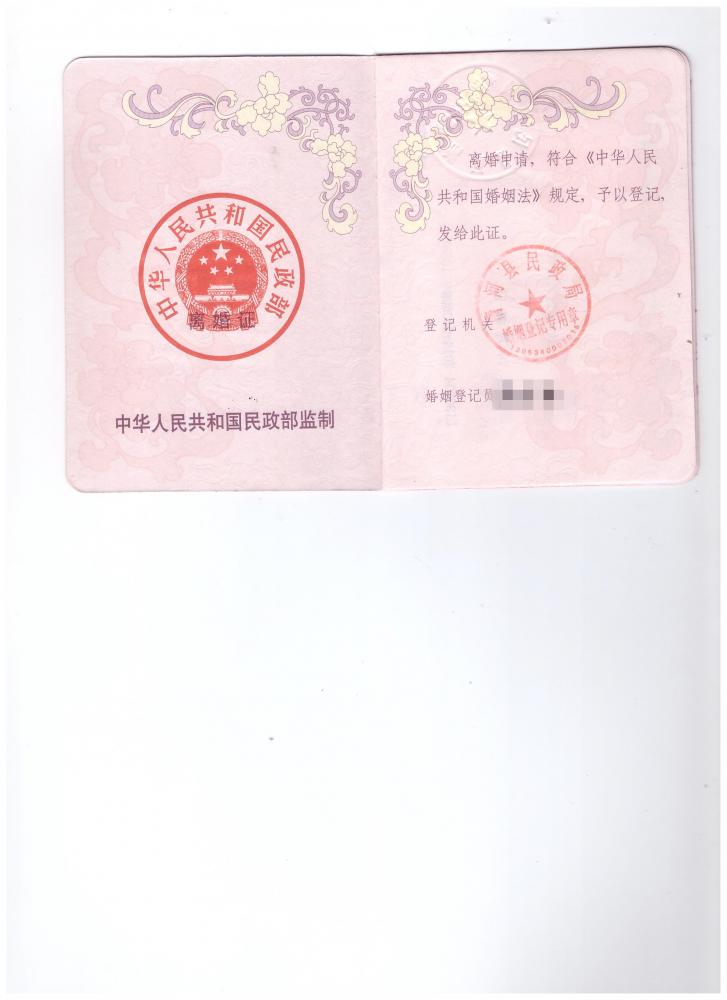 中华人民共和国民政部
离婚证
中华人民共和国民政部监制
离婚申请，符合《中华人民
共和国婚姻法》规定，予以登记，
发给此证。
河县民政局
登记机关
婚姻登记专用章
婚姻登记员